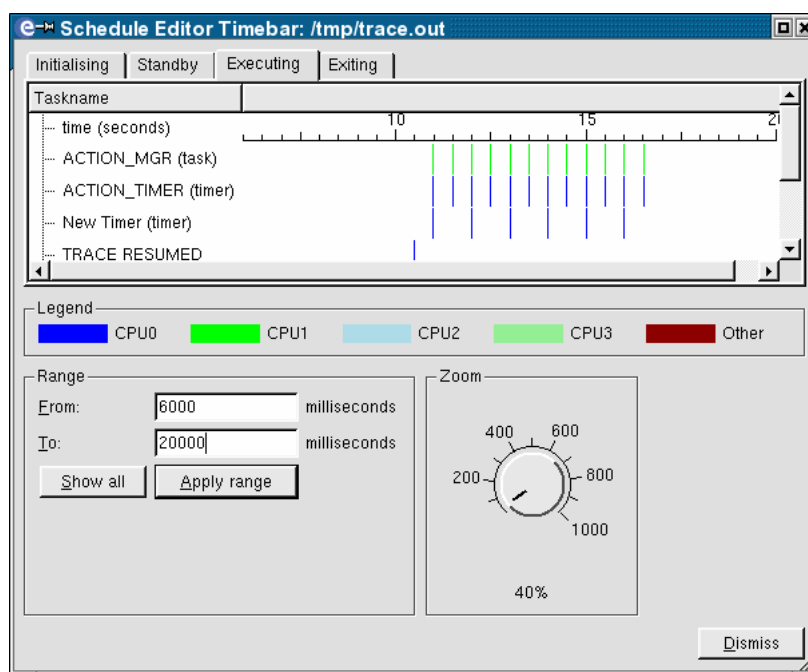 Schedule Editor Timebar: /tmp/trace.out
Initialising Standby Executing Exiting
Taskname
time (seconds) 10 15 20
ACTION_MGR (task)
ACTION_TIMER (timer)
New Timer (timer)
TRACE RESUMED
Legend
CPU0 CPU1 CPU2 CPU3 Other
Range
From: 6000 milliseconds
To: 20000 milliseconds
Show all Apply range
Zoom
200 400 600 800 1000
40%
Dismiss